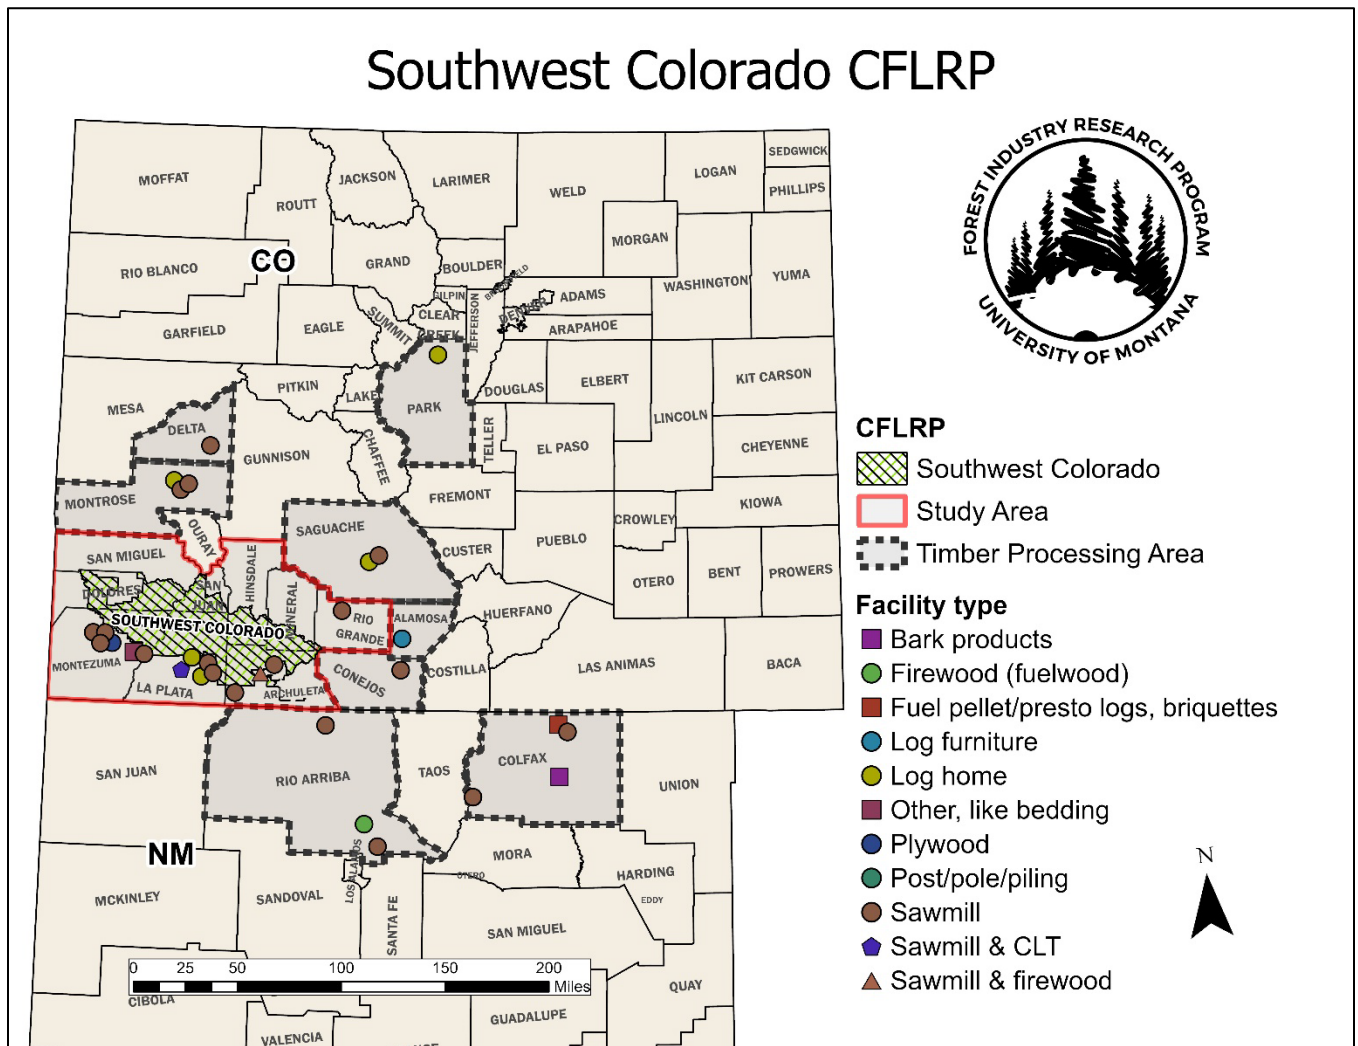 Southwest Colorado CFLRP
FOREST INDUSTRY RESEARCH PROGRAM
UNIVERSITY OF MONTANA
MOFFAT
ROUTT
JACKSON
LARIMER
WELD
LOGAN
SEDGWICK
PHILLIPS
MORGAN
RIO BLANCO
CO
GRAND
BOULDER
WASHINGTON
YUMA
GILPIN
ADAMS
CLEAR
CREEK
JEFFERSON
DENVER
ARAPAHOE
GARFIELD
EAGLE
SUMMIT
PITKIN
LAKE
PARK
DOUGLAS
ELBERT
KIT CARSON
LINCOLN
MESA
DELTA
GUNNISON
CHAFFEE
TELLER
EL PASO
CHEYENNE
MONTROSE
FREMONT
KIOWA
OURAY
SAGUACHE
CROWLEY
CUSTER
PUEBLO
SAN MIGUEL
HINSDALE
OTERO
BENT
PROWERS
DOLORES
SAN
JUAN
MINERAL
RIO
GRANDE
ALAMOSA
HUERFANO
SOUTHWEST COLORADO
MONTEZUMA
LA PLATA
ARCHULETA
CONEJOS
COSTILLA
LAS ANIMAS
BACA
SAN JUAN
RIO ARRIBA
TAOS
COLFAX
UNION
NM
LOS ALAMOS
MORA
OTERO
HARDING
EDDY
MCKINLEY
SANDOVAL
SANTA FE
SAN MIGUEL
QUAY
CIBOLA
VALENCIA
GUADALUPE
0 25 50 100 150 200
Miles
CFLRP
Southwest Colorado
Study Area
Timber Processing Area
Facility type
Bark products
Firewood (fuelwood)
Fuel pellet/presto logs, briquettes
Log furniture
Log home
Other, like bedding
Plywood
Post/pole/piling
Sawmill
Sawmill & CLT
Sawmill & firewood
N